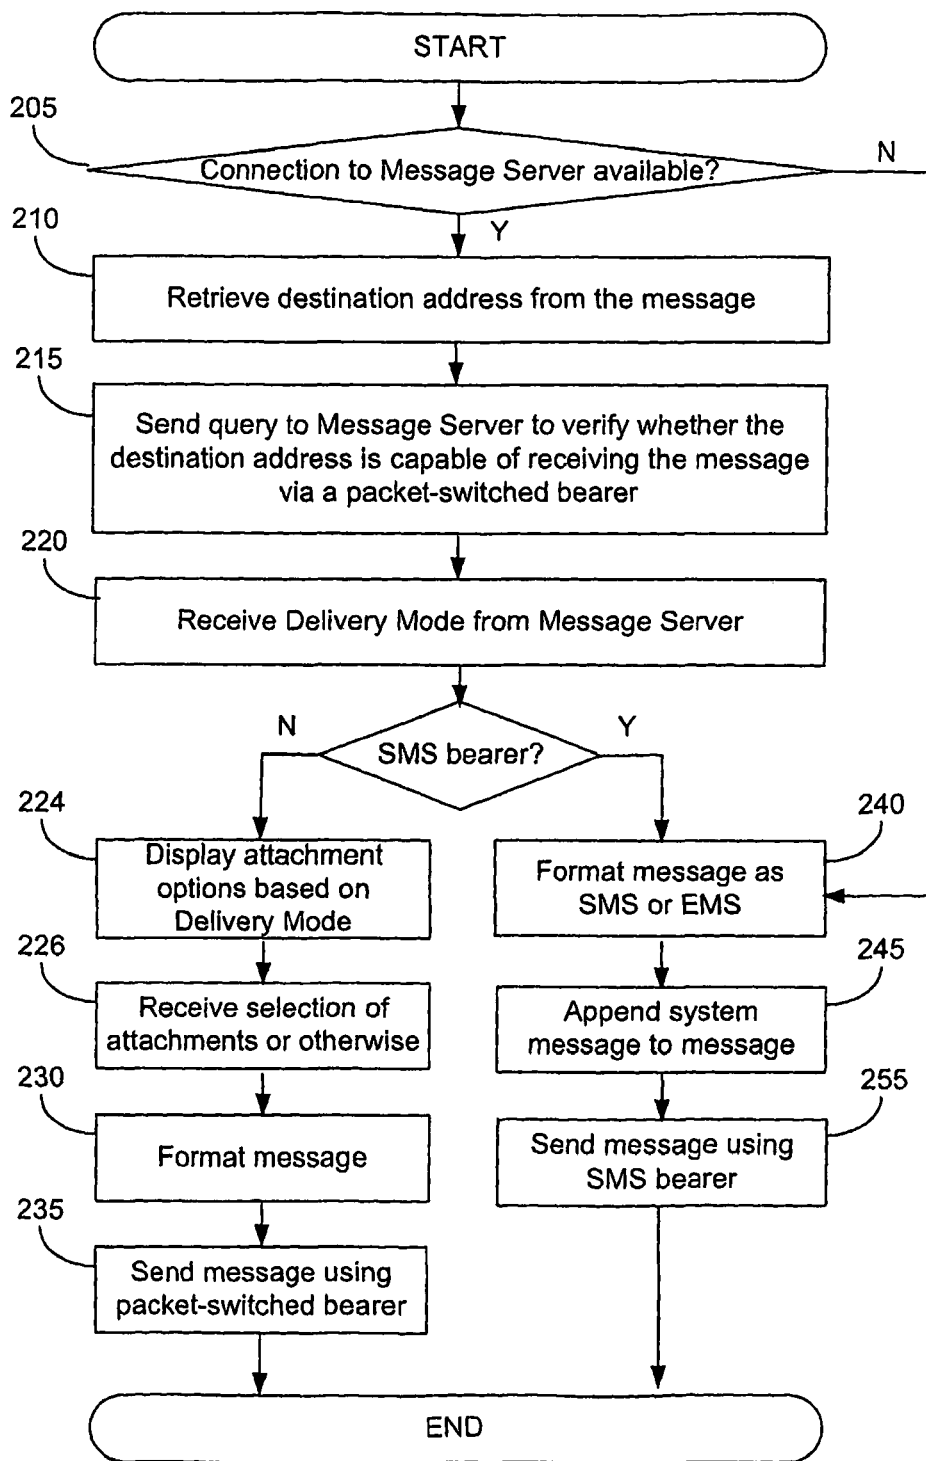 START
205
Connection to Message Server available?
N
Y
210
Retrieve destination address from the message
215
Send query to Message Server to verify whether the
destination address is capable of receiving the message
via a packet-switched bearer
220
Receive Delivery Mode from Message Server
N
SMS bearer?
Y
224
Display attachment
options based on
Delivery Mode
226
Receive selection of
attachments or otherwise
230
Format message
235
Send message using
packet-switched bearer
240
Format message as
SMS or EMS
245
Append system
message to message
255
Send message using
SMS bearer
END